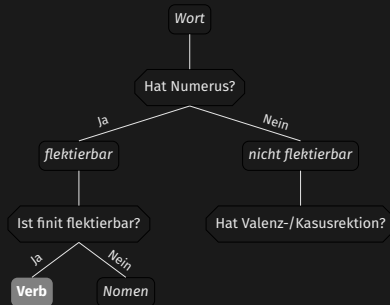 Wort
Hat Numerus?
Ja
Nein
flektierbar
nicht flektierbar
Ist finit flektierbar?
Hat Valenz-/Kasusrektion?
Ja
Nein
Verb
Nomen